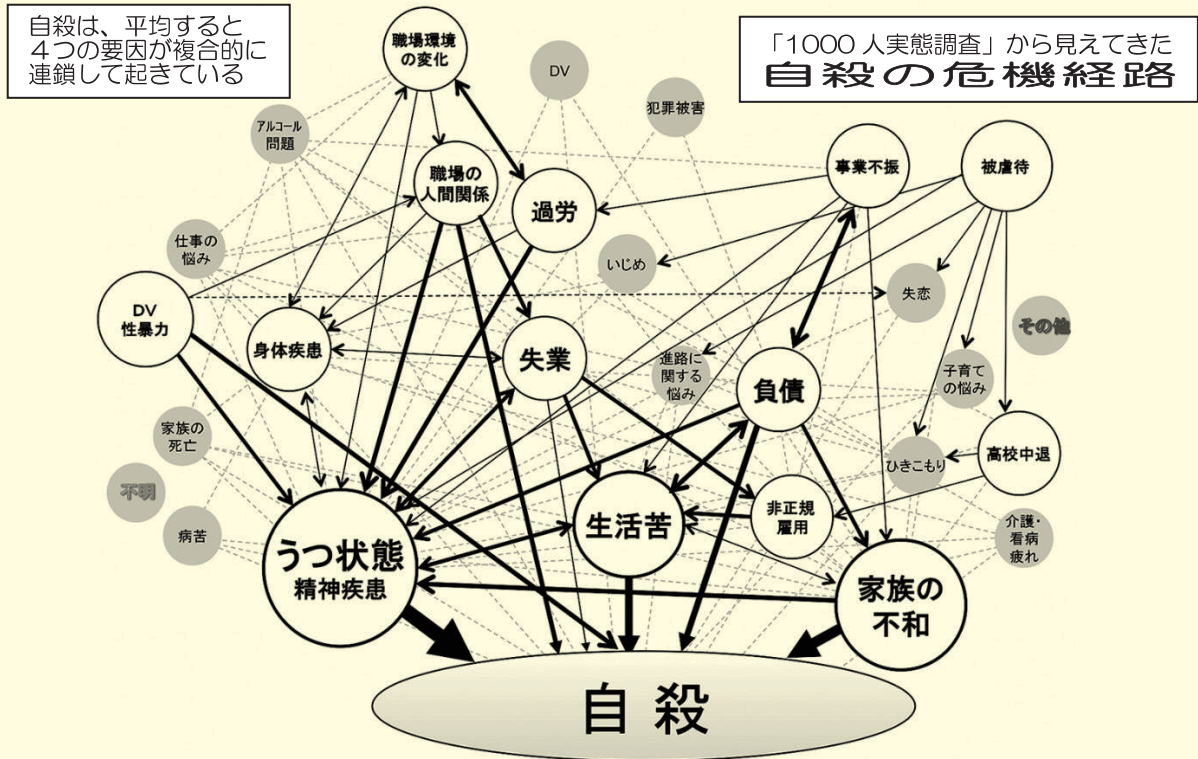 自殺は、平均すると
４つの要因が複合的に
連鎖して起きている
「1000 人実態調査」から見えてきた
自殺の危機経路
職場環境
の変化
DV
犯罪被害
アルコール
問題
職場の
人間関係
過労
事業不振
被虐待
仕事の
悩み
いじめ
失恋
DV
性暴力
その他
身体疾患
失業
進路に
関する
悩み
負債
子育て
の悩み
家族の
死亡
高校中退
ひきこもり
不明
病苦
うつ状態
精神疾患
生活苦
非正規
雇用
介護・
看病
疲れ
家族の
不和
自殺